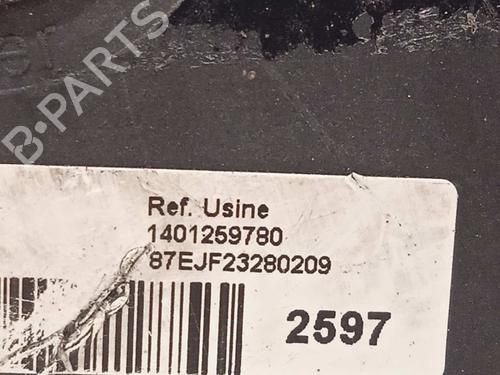 B-PARTS
Ref. Usine
1401259780
87EJF23280209
2597